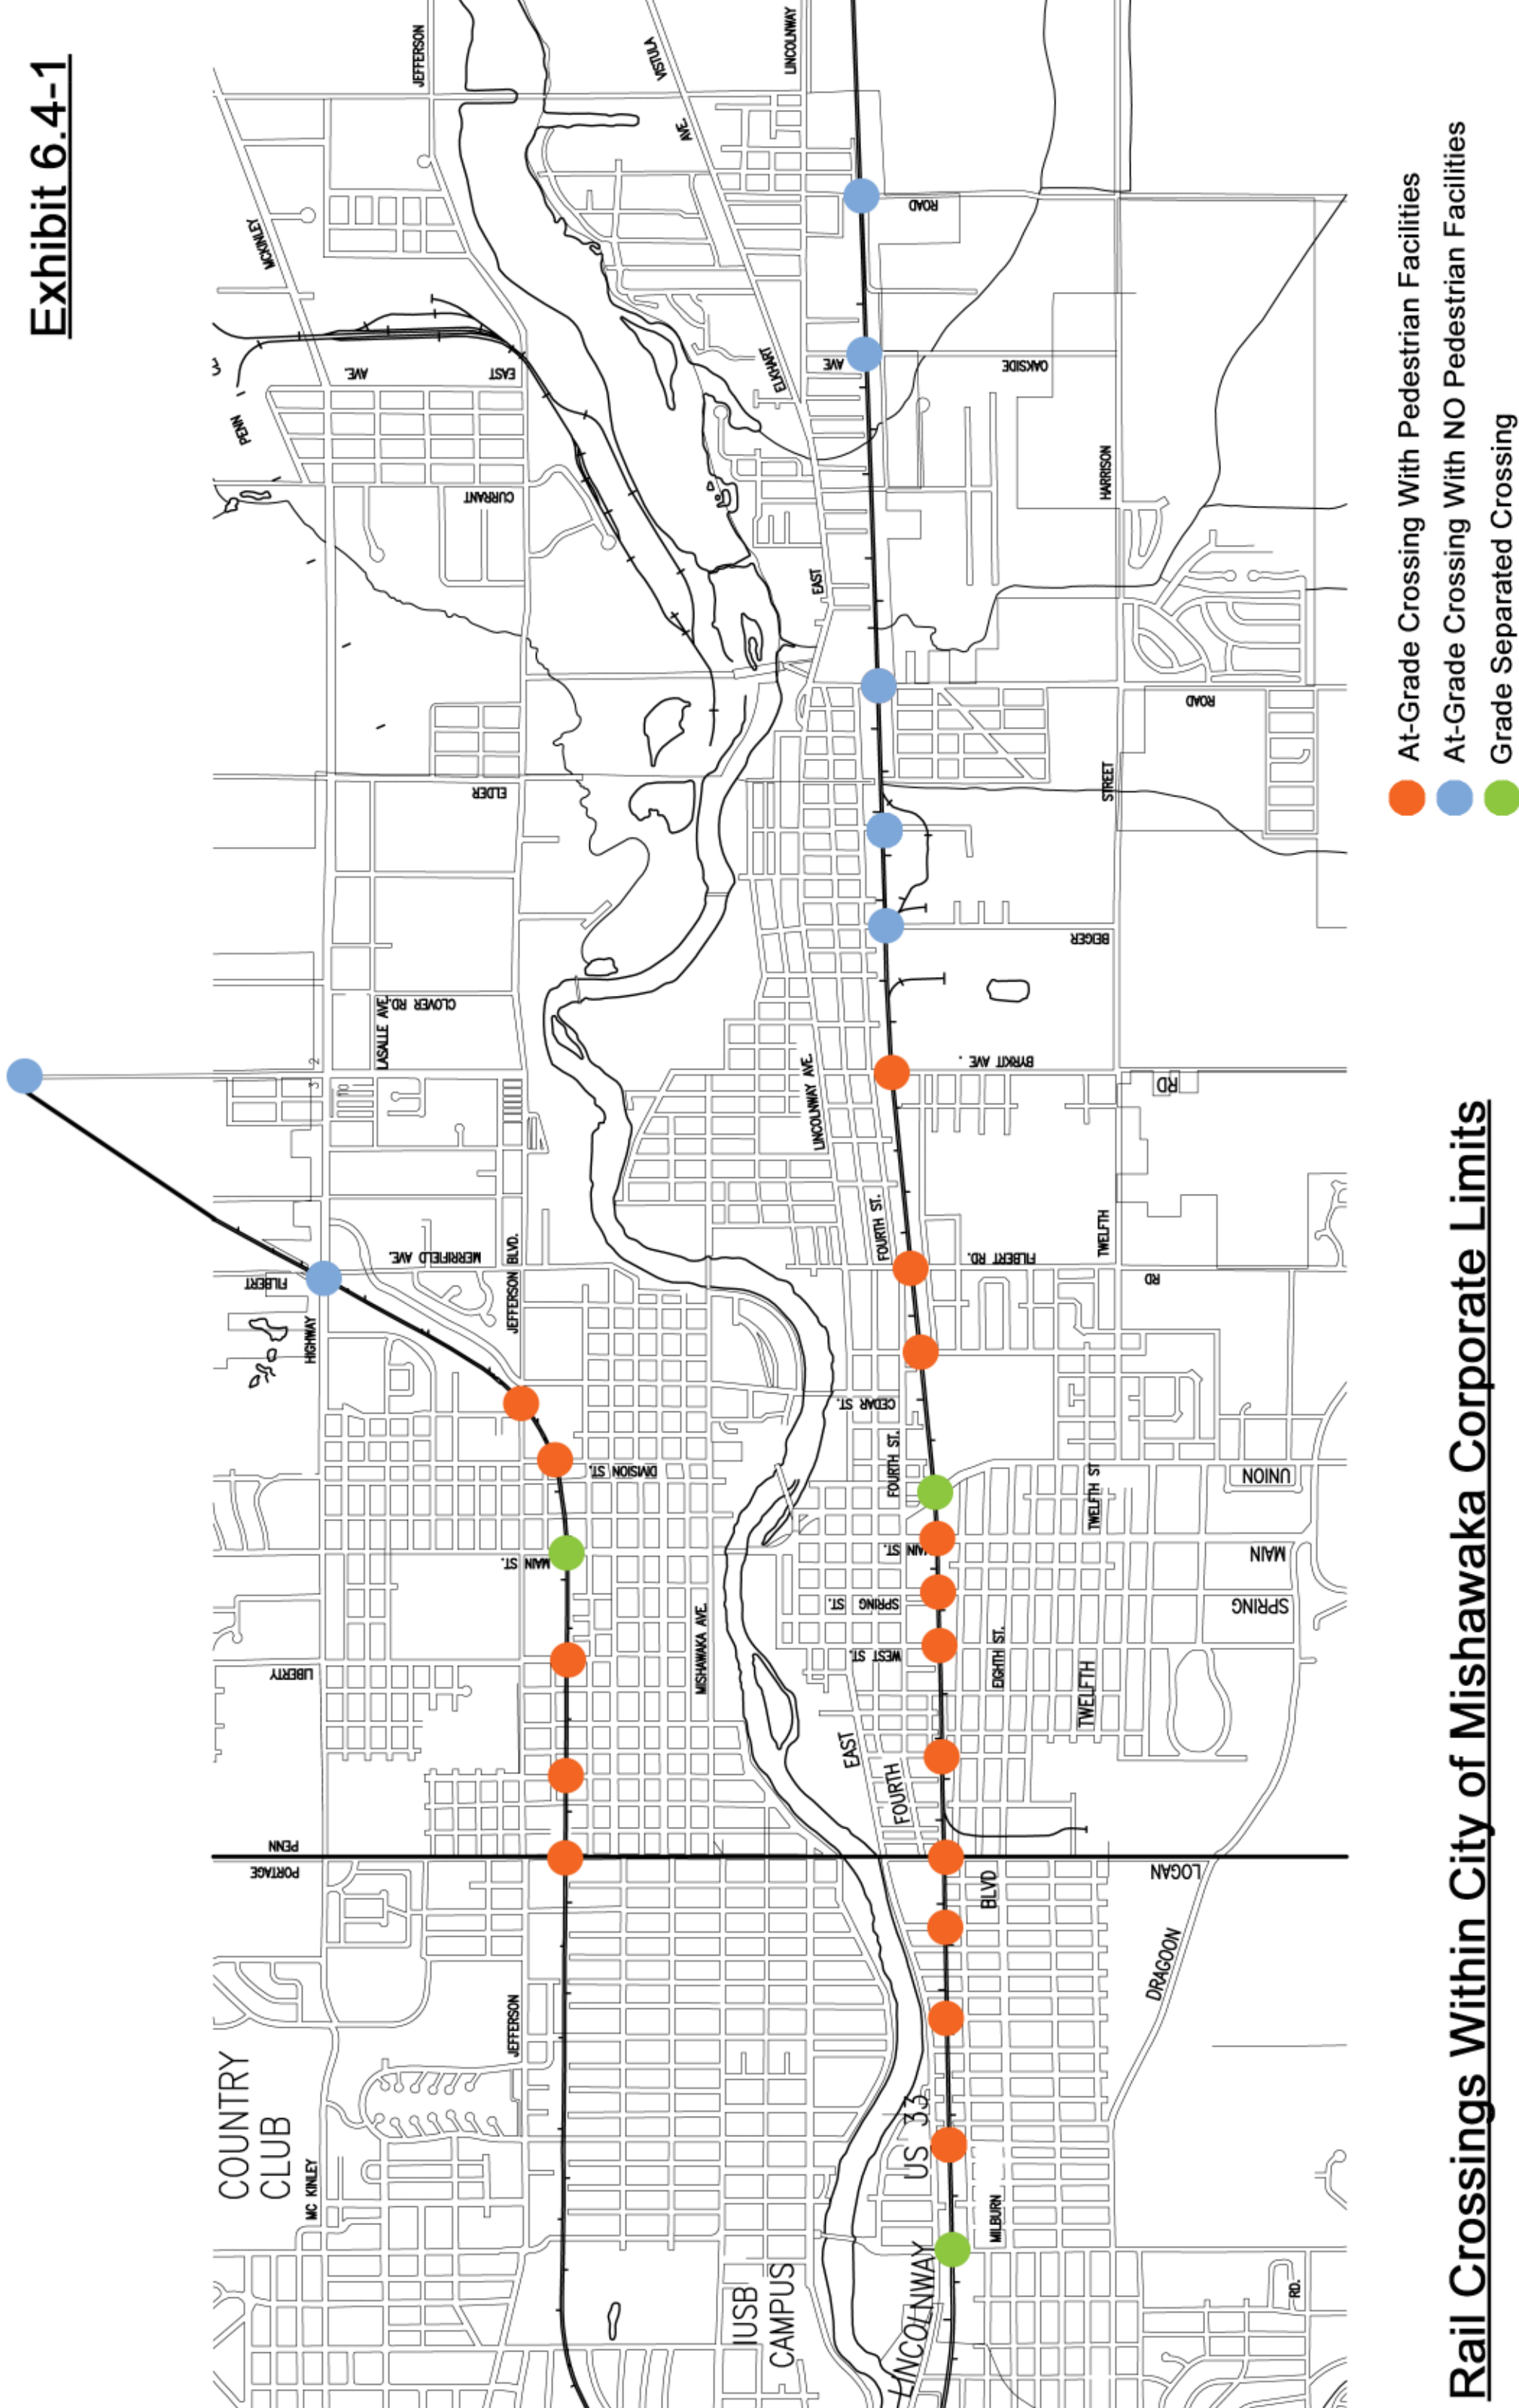 Exhibit 6.4-1
COUNTRY
CLUB
MC KINLEY
PORTAGE
PENN
LIBERTY
HIGHWAY
FILBERT
3
2
LASALLE AVE.
CLOVER RD.
MERRIFIELD AVE.
JEFFERSON BLVD.
JEFFERSON
MAIN ST.
DIVISION ST.
ELDER
CURRANT
PENN
EAST
AVE.
MCKINLEY
JEFFERSON
VISTULA
AVE.
LINCOLNWAY
ELKHART
EAST
IUSB
CAMPUS
MISHAWAKA AVE.
LINCOLNWAY
US 33
EAST
FOURTH
WEST ST.
SPRING ST.
MAIN ST.
FOURTH ST.
CEDAR ST.
FOURTH ST.
LINCOLNWAY AVE.
FILBERT RD.
BYRKIT AVE.
BEIGER
ROAD
AVE
OAKSIDE
ROAD
HARRISON
STREET
MILBURN
BLVD
EIGHTH ST.
TWELFTH
TWELFTH ST
TWELFTH
RD
RD
LOGAN
DRAGOON
SPRING
MAIN
UNION
RD.
At-Grade Crossing With Pedestrian Facilities
At-Grade Crossing With NO Pedestrian Facilities
Grade Separated Crossing
Rail Crossings Within City of Mishawaka Corporate Limits